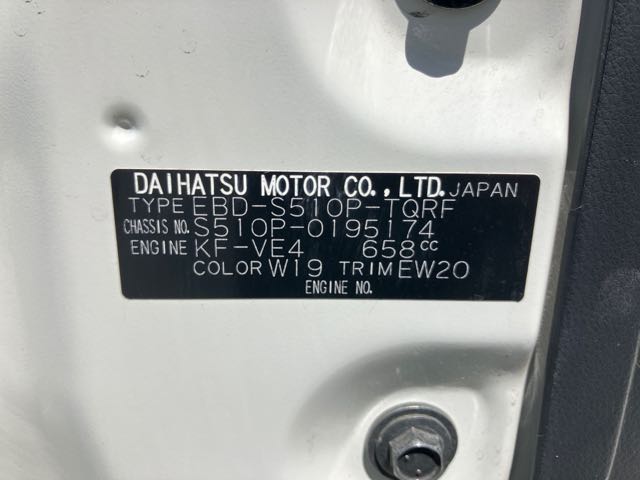 DAIHATSU MOTOR CO.,LTD. JAPAN
TYPE EBD-S510P-TQRF
CHASSIS NO. S510P-0195174
ENGINE KF-VE4 658cc
COLOR W19 TRIM EW20
ENGINE NO.